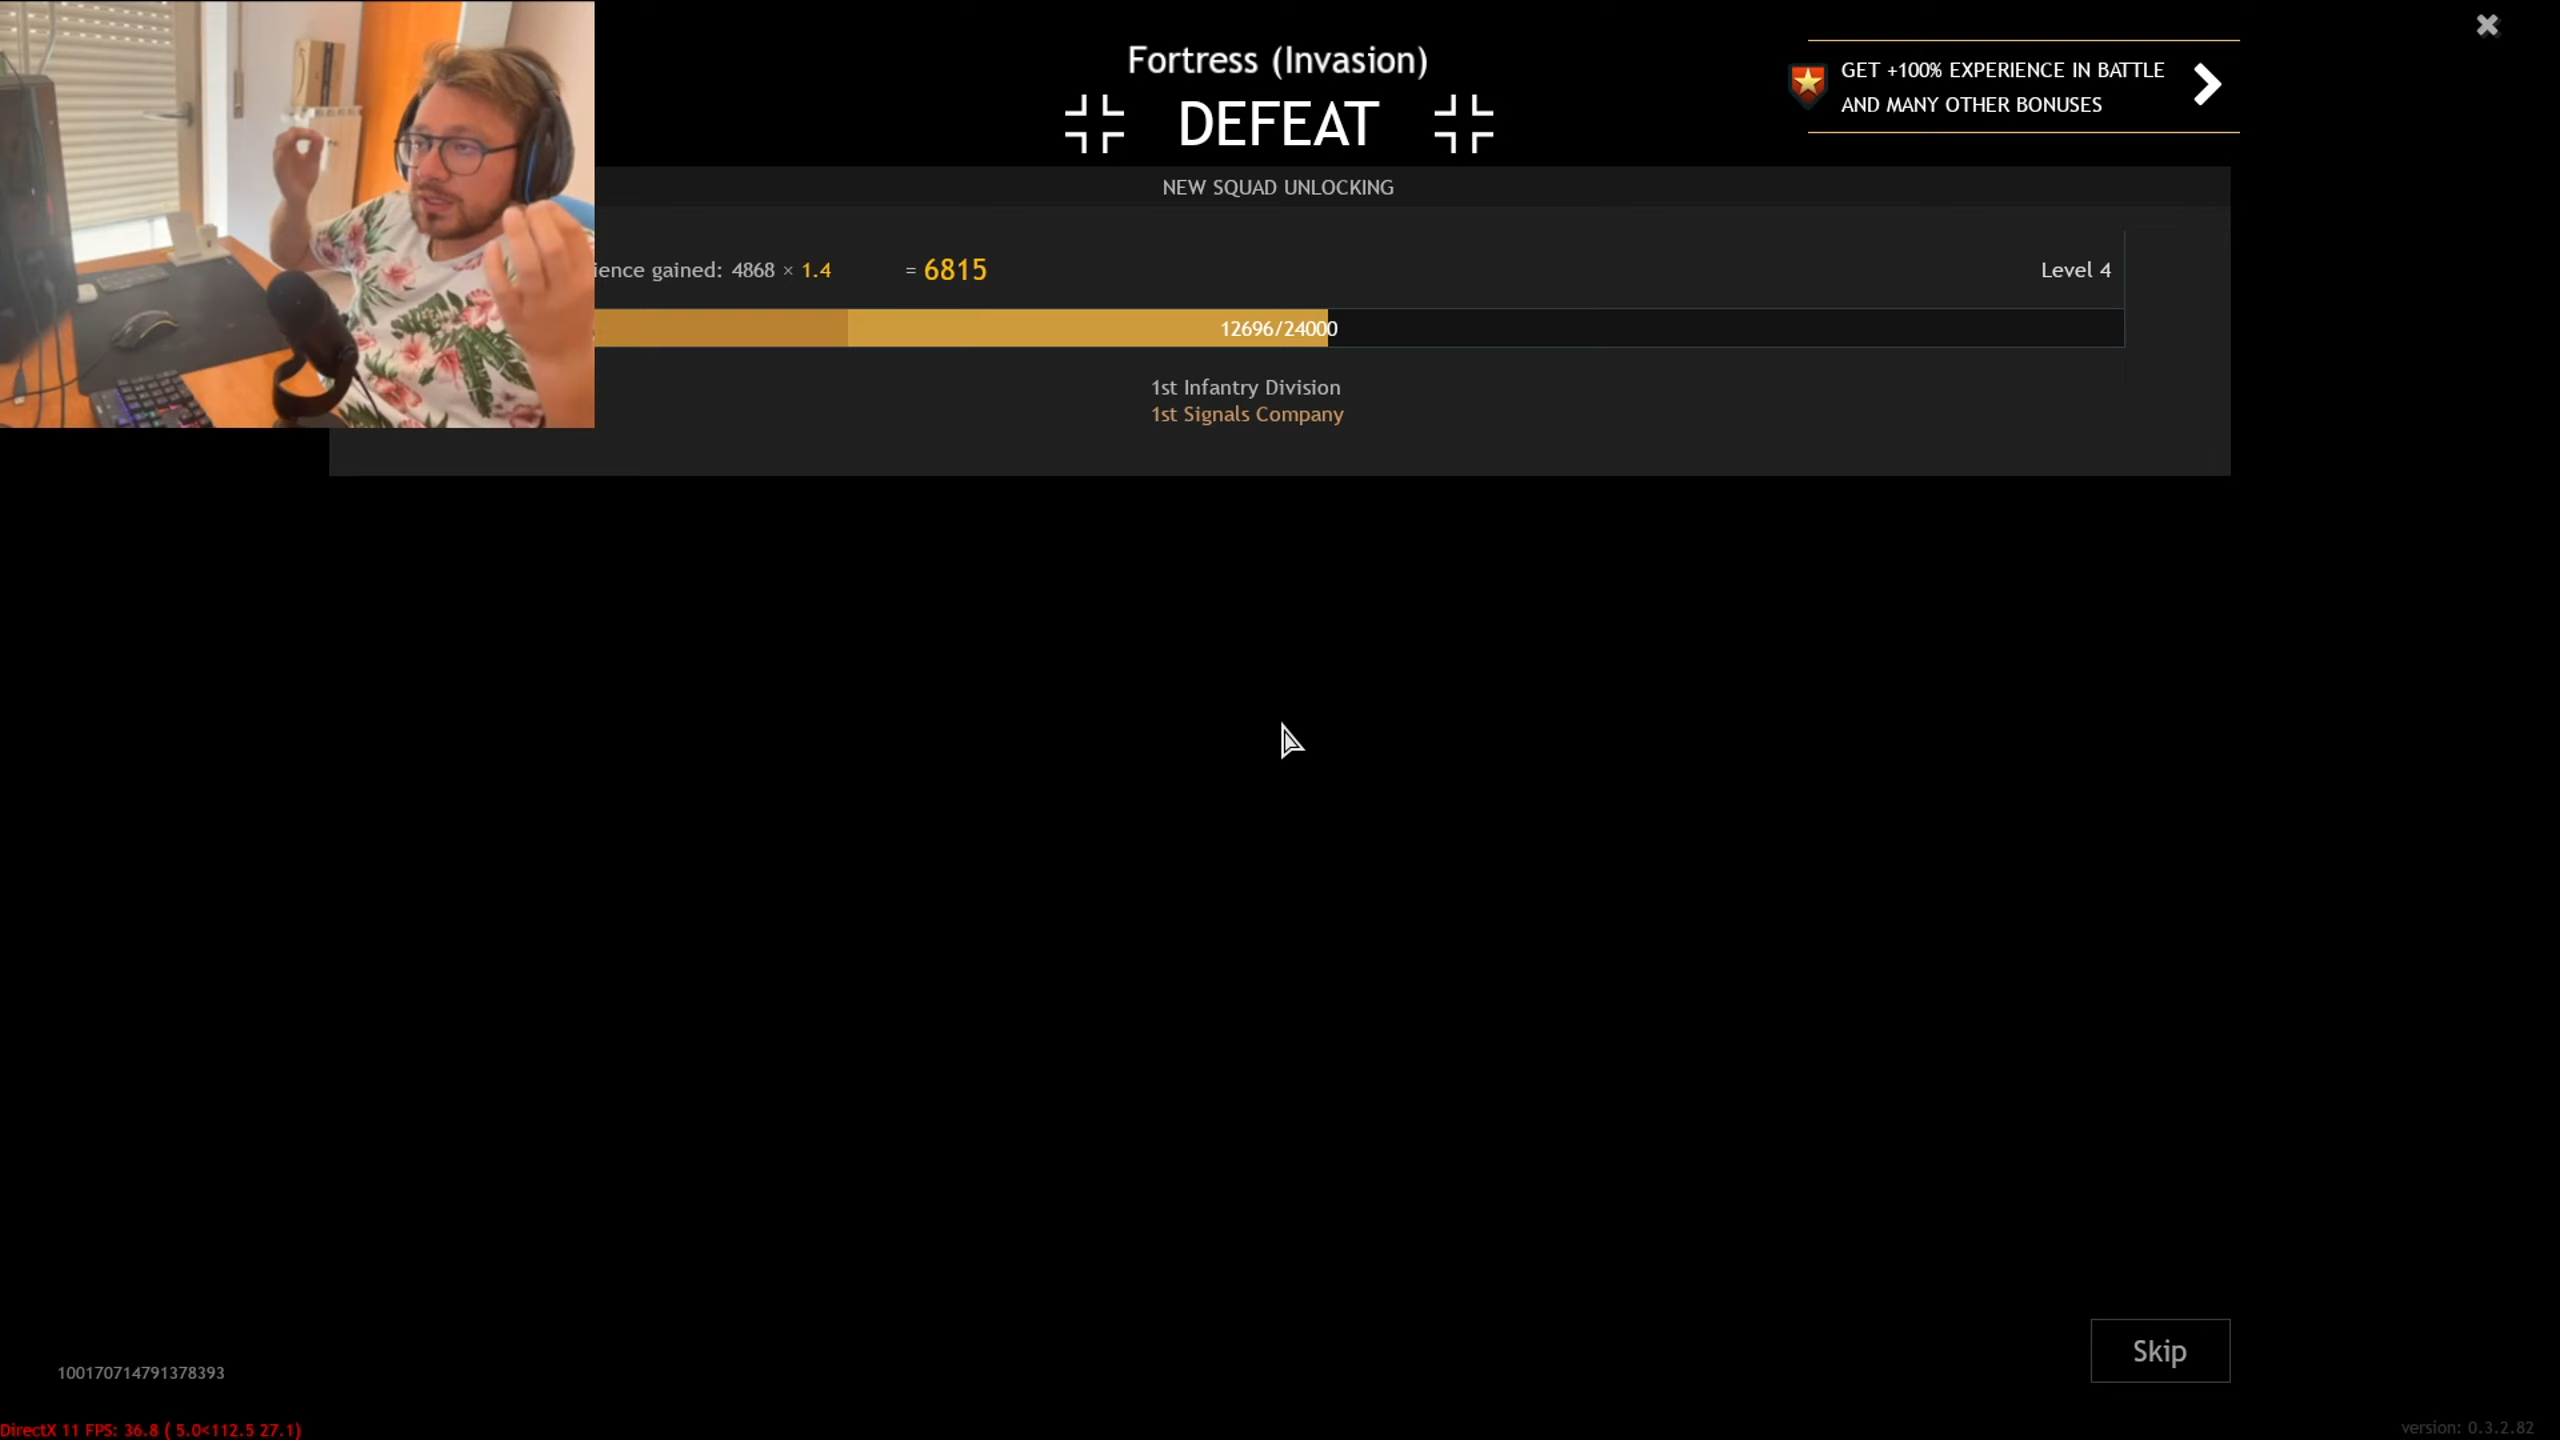 Fortress (Invasion)
DEFEAT
GET +100% EXPERIENCE IN BATTLE
AND MANY OTHER BONUSES
NEW SQUAD UNLOCKING
ience gained: 4868 × 1.4 = 6815
Level 4
12696/24000
1st Infantry Division
1st Signals Company
Skip
100170714791378393
DirectX 11 FPS: 36.8 ( 5.0<112.5 27.1)
version: 0.3.2.82